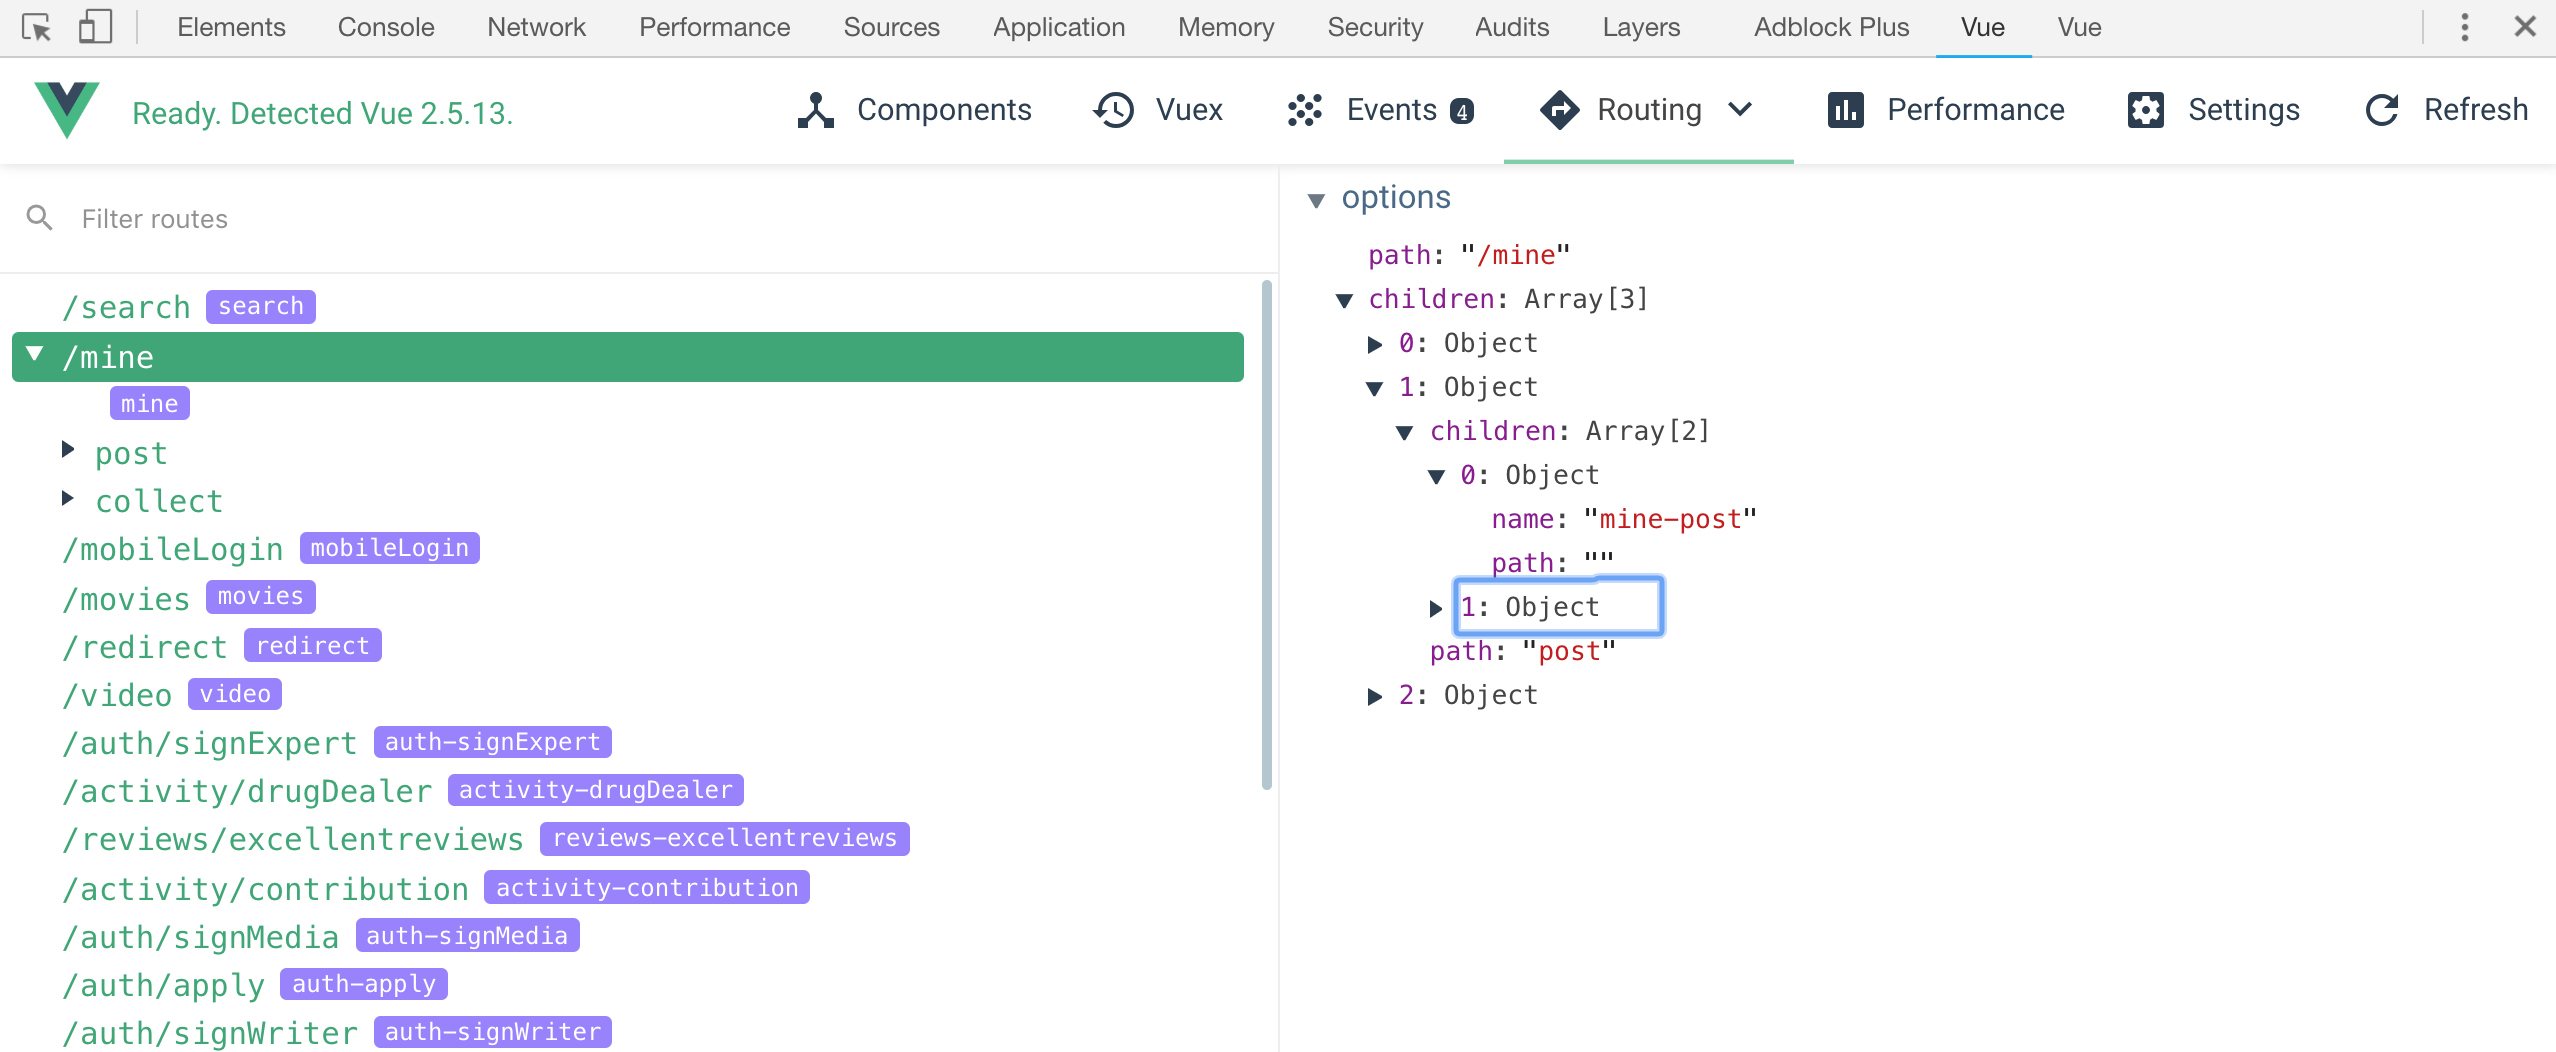 Elements Console Network Performance Sources Application Memory Security Audits Layers Adblock Plus Vue Vue
Ready. Detected Vue 2.5.13. Components Vuex Events 4 Routing Performance Settings Refresh
Filter routes
/search search
/mine
mine
post
collect
/mobileLogin mobileLogin
/movies movies
/redirect redirect
/video video
/auth/signExpert auth-signExpert
/activity/drugDealer activity-drugDealer
/reviews/excellentreviews reviews-excellentreviews
/activity/contribution activity-contribution
/auth/signMedia auth-signMedia
/auth/apply auth-apply
/auth/signWriter auth-signWriter
options
path: "/mine"
children: Array[3]
0: Object
1: Object
children: Array[2]
0: Object
name: "mine-post"
path: ""
1: Object
path: "post"
2: Object